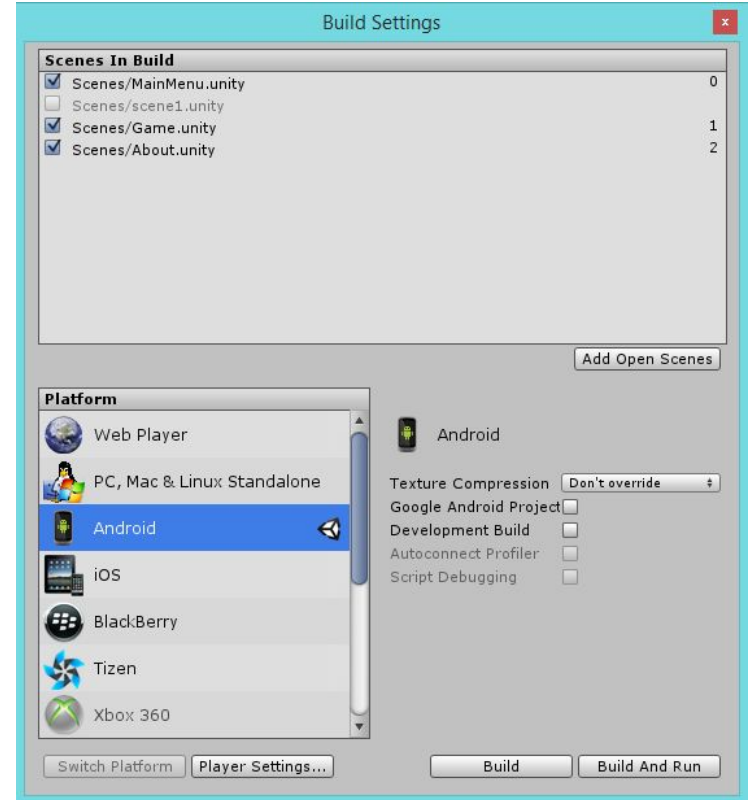 Build Settings
x
Scenes In Build
Scenes/MainMenu.unity 0
Scenes/scene1.unity
Scenes/Game.unity 1
Scenes/About.unity 2
Add Open Scenes
Platform
Web Player
PC, Mac & Linux Standalone
Android
iOS
BlackBerry
Tizen
Xbox 360
Android
Texture Compression Don't override
Google Android Project
Development Build
Autoconnect Profiler
Script Debugging
Switch Platform Player Settings... Build Build And Run